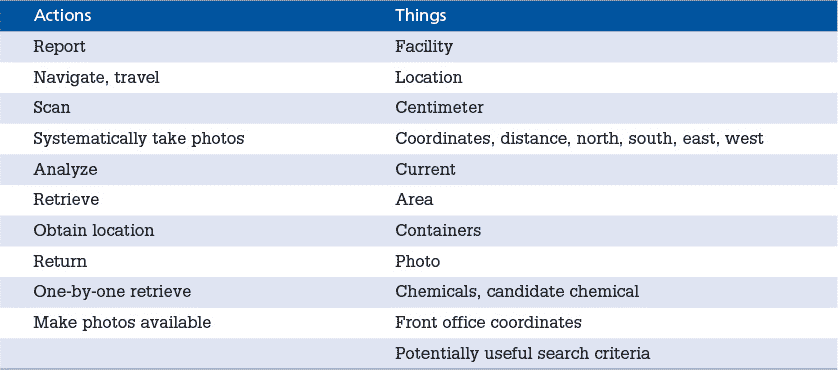 Actions Things
Report Facility
Navigate, travel Location
Scan Centimeter
Systematically take photos Coordinates, distance, north, south, east, west
Analyze Current
Retrieve Area
Obtain location Containers
Return Photo
One-by-one retrieve Chemicals, candidate chemical
Make photos available Front office coordinates
Potentially useful search criteria